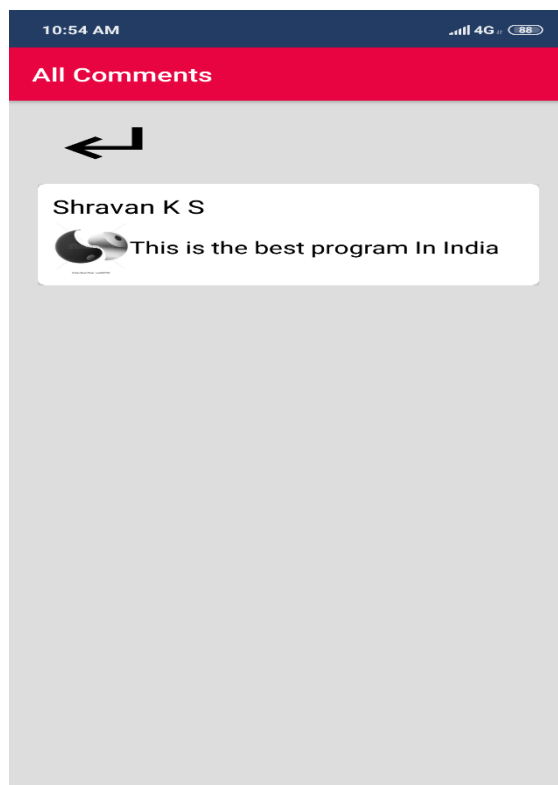 10:54 AM
4G 88
All Comments
Shravan K S
This is the best program In India